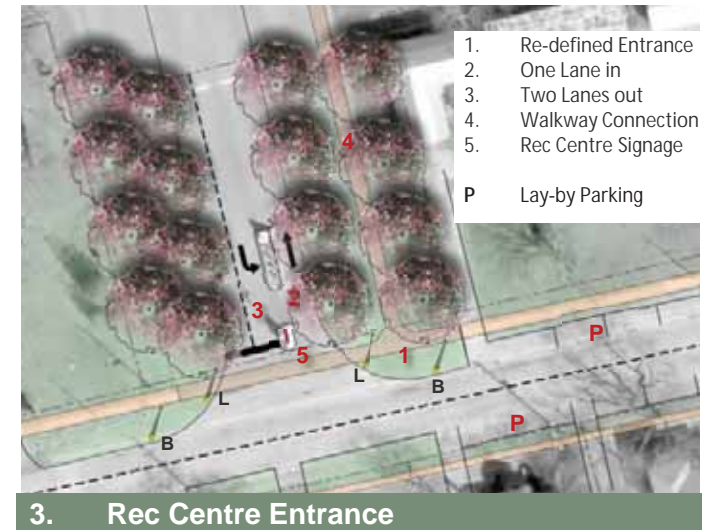 1. Re-defined Entrance
2. One Lane in
3. Two Lanes out
4. Walkway Connection
5. Rec Centre Signage
P Lay-by Parking
4
3 2
5
1
P
P
L
L
B
B
3. Rec Centre Entrance